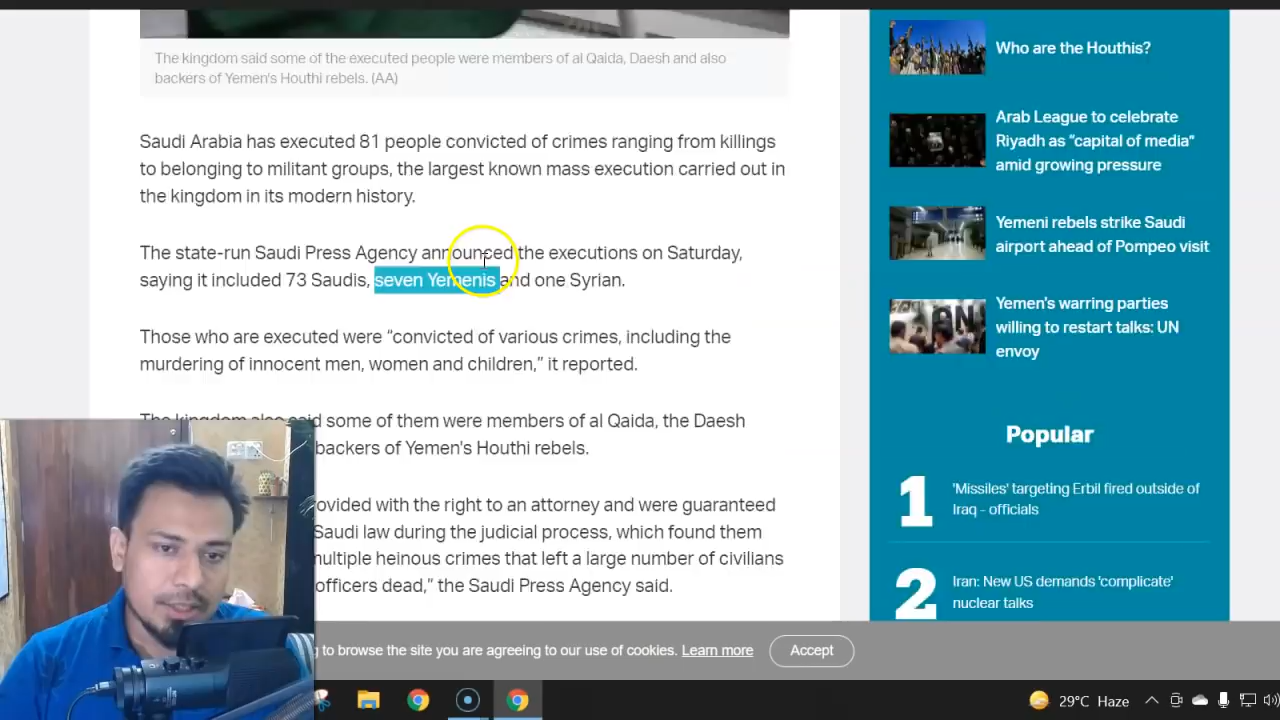 The kingdom said some of the executed people were members of al Qaida, Daesh and also
backers of Yemen's Houthi rebels. (AA)
Saudi Arabia has executed 81 people convicted of crimes ranging from killings
to belonging to militant groups, the largest known mass execution carried out in
the kingdom in its modern history.
The state-run Saudi Press Agency announced the executions on Saturday,
saying it included 73 Saudis, seven Yemenis and one Syrian.
Those who are executed were “convicted of various crimes, including the
murdering of innocent men, women and children,” it reported.
The kingdom also said some of them were members of al Qaida, the Daesh
backers of Yemen's Houthi rebels.
with the right to an attorney and were guaranteed
Saudi law during the judicial process, which found them
multiple heinous crimes that left a large number of civilians
officers dead,” the Saudi Press Agency said.
to browse the site you are agreeing to our use of cookies. Learn more
Accept
Who are the Houthis?
Arab League to celebrate
Riyadh as “capital of media”
amid growing pressure
Yemeni rebels strike Saudi
airport ahead of Pompeo visit
Yemen's warring parties
willing to restart talks: UN
envoy
Popular
1
'Missiles' targeting Erbil fired outside of
Iraq - officials
2
Iran: New US demands 'complicate'
nuclear talks
29°C Haze